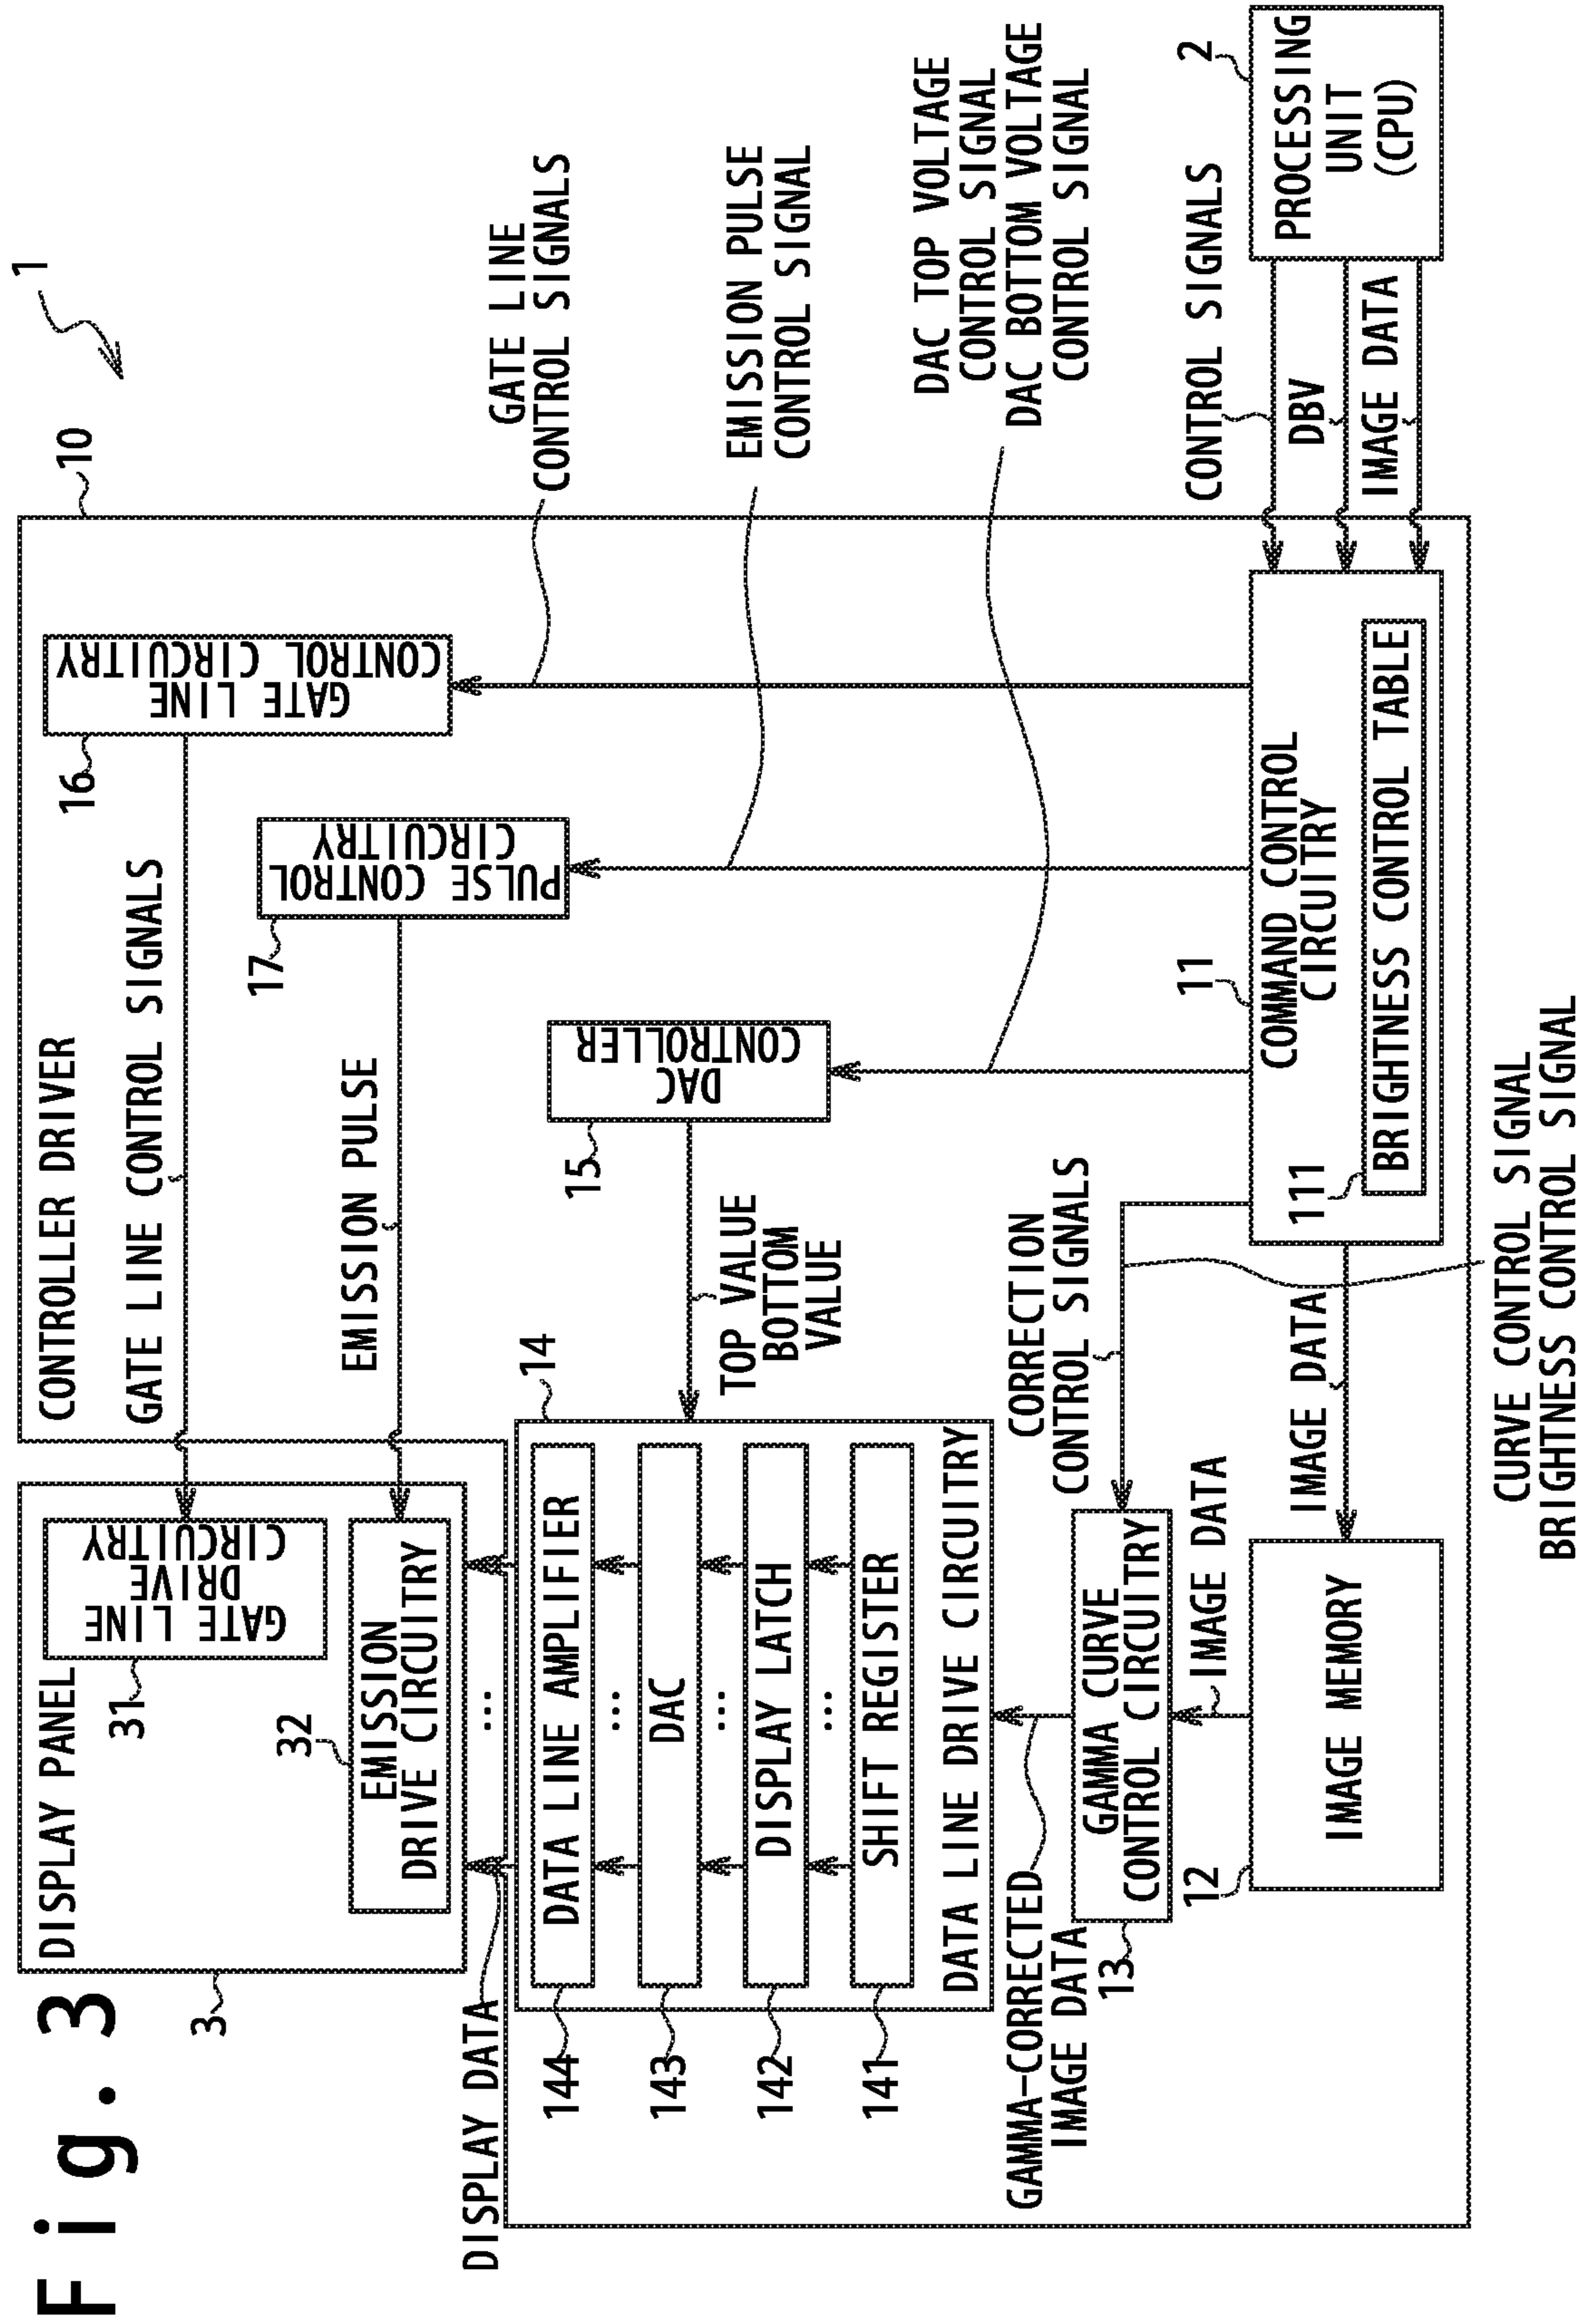 Fig. 3
1
10
3
DISPLAY PANEL
CONTROLLER DRIVER
31
GATE LINE
DRIVE
CIRCUITRY
GATE LINE CONTROL SIGNALS
16
GATE LINE
CONTROL CIRCUITRY
32
EMISSION
DRIVE CIRCUITRY
EMISSION PULSE
17
PULSE CONTROL
CIRCUITRY
GATE LINE
CONTROL SIGNALS
DISPLAY DATA
...
14
144
DATA LINE AMPLIFIER
...
143
DAC
...
142
DISPLAY LATCH
...
141
SHIFT REGISTER
DATA LINE DRIVE CIRCUITRY
15
DAC
CONTROLLER
TOP VALUE
BOTTOM
VALUE
EMISSION PULSE
CONTROL SIGNAL
DAC TOP VOLTAGE
CONTROL SIGNAL
DAC BOTTOM VOLTAGE
CONTROL SIGNAL
GAMMA-CORRECTED
IMAGE DATA
CORRECTION
CONTROL SIGNALS
13
GAMMA CURVE
CONTROL CIRCUITRY
IMAGE DATA
12
IMAGE MEMORY
IMAGE DATA
11
COMMAND CONTROL
CIRCUITRY
111
BRIGHTNESS CONTROL TABLE
CONTROL SIGNALS
DBV
IMAGE DATA
2
PROCESSING
UNIT
(CPU)
CURVE CONTROL SIGNAL
BRIGHTNESS CONTROL SIGNAL